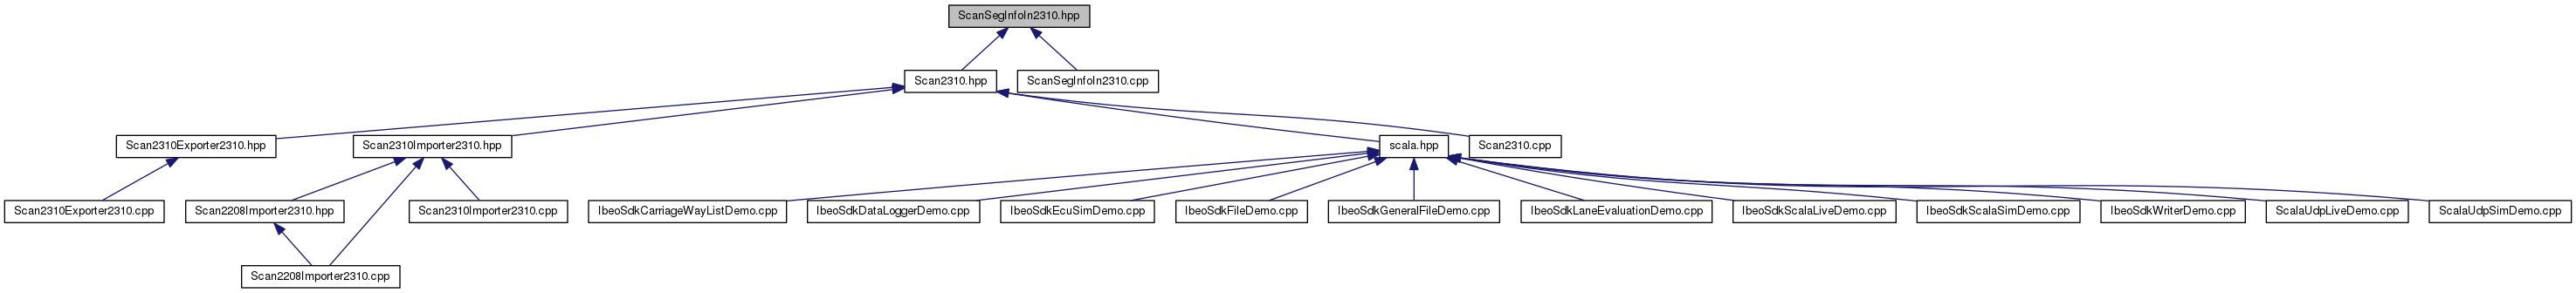 ScanSegInfoIn2310.hpp
Scan2310.hpp
ScanSegInfoIn2310.cpp
Scan2310Exporter2310.hpp
Scan2310Importer2310.hpp
scala.hpp
Scan2310.cpp
Scan2310Exporter2310.cpp
Scan2208Importer2310.hpp
Scan2310Importer2310.cpp
IbeoSdkCarriageWayListDemo.cpp
IbeoSdkDataLoggerDemo.cpp
IbeoSdkEcuSimDemo.cpp
IbeoSdkFileDemo.cpp
IbeoSdkGeneralFileDemo.cpp
IbeoSdkLaneEvaluationDemo.cpp
IbeoSdkScalaLiveDemo.cpp
IbeoSdkScalaSimDemo.cpp
IbeoSdkWriterDemo.cpp
ScalaUdpLiveDemo.cpp
ScalaUdpSimDemo.cpp
Scan2208Importer2310.cpp